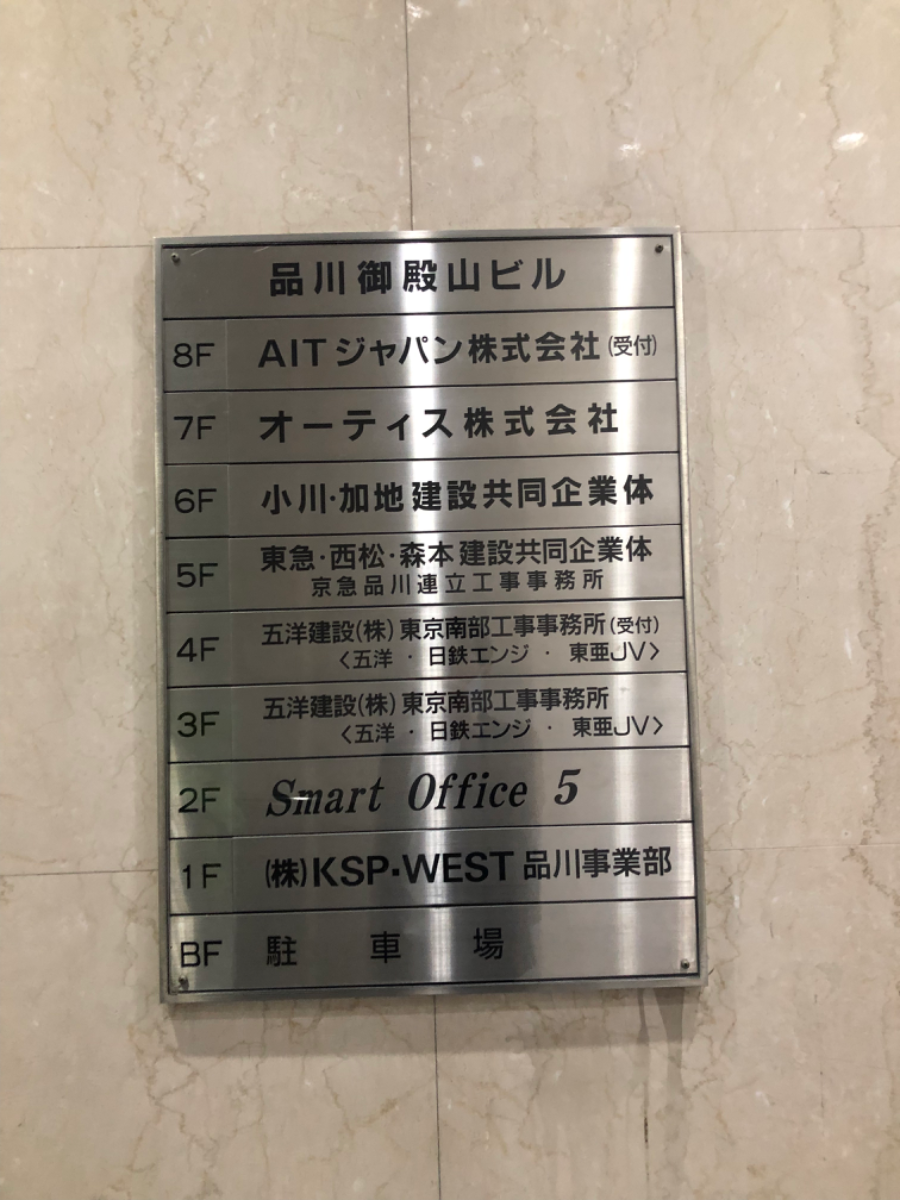 品川御殿山ビル
8F AITジャパン株式会社(受付)
7F オーティス株式会社
6F 小川・加地建設共同企業体
5F 東急・西松・森本建設共同企業体
京急品川連立工事事務所
4F 五洋建設(株)東京南部工事事務所(受付)
〈五洋 ・ 日鉄エンジ ・ 東亜JV〉
3F 五洋建設(株)東京南部工事事務所
〈五洋 ・ 日鉄エンジ ・ 東亜JV〉
2F Smart Office 5
1F (株)KSP・WEST 品川事業部
BF 駐 車 場